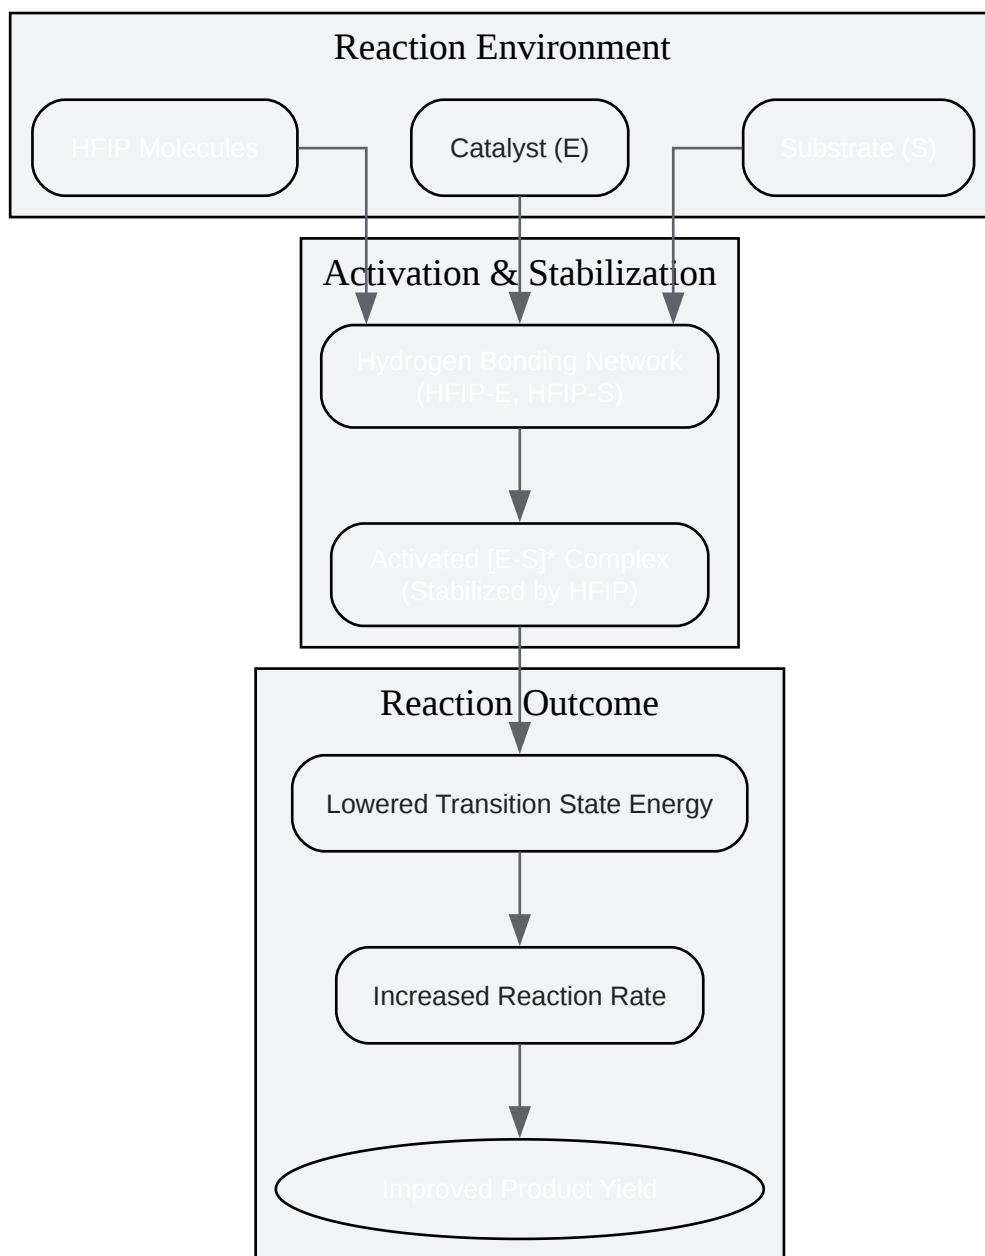 Reaction Environment
HFIP Molecules
Catalyst (E)
Substrate (S)
Activation & Stabilization
Hydrogen Bonding Network
(HFIP-E, HFIP-S)
Activated [E-S]* Complex
(Stabilized by HFIP)
Reaction Outcome
Lowered Transition State Energy
Increased Reaction Rate
Improved Product Yield